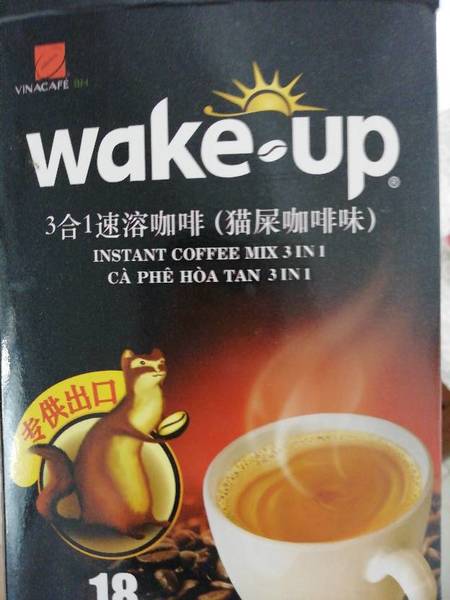 VINACAFÉ BH
wake-up®
3合1速溶咖啡（猫屎咖啡味）
INSTANT COFFEE MIX 3 IN 1
CÀ PHÊ HÒA TAN 3 IN 1
专供出口
18